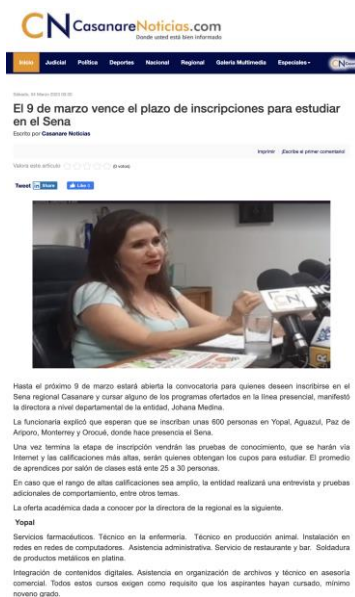 CN CasanareNoticias.com
Donde usted está bien informado
Inicio Judicial Política Deportes Nacional Regional Galería Multimedia Especiales
El 9 de marzo vence el plazo de inscripciones para estudiar
en el Sena
Escrito por Casanare Noticias
Imprimir ¡Escriba el primer comentario!
Valora este artículo (0 votos)
Tweet in Share Like
CN
Hasta el próximo 9 de marzo estará abierta la convocatoria para quienes deseen inscribirse en el
Sena regional Casanare y cursar alguno de los programas ofertados en la línea presencial, manifestó
la directora a nivel departamental de la entidad, Johana Medina.
La funcionaria explicó que esperan que se inscriban unas 600 personas en Yopal, Aguazul, Paz de
Ariporo, Monterrey y Orocué, donde hace presencia el Sena.
Una vez termina la etapa de inscripción vendrán las pruebas de conocimiento, que se harán vía
Internet y las calificaciones más altas, serán quienes obtengan los cupos para estudiar. El promedio
de aprendices por salón de clases está ente 25 a 30 personas.
En caso que el rango de altas calificaciones sea amplio, la entidad realizará una entrevista y pruebas
adicionales de comportamiento, entre otros temas.
La oferta académica dada a conocer por la directora de la regional es la siguiente.
Yopal
Servicios farmacéuticos. Técnico en la enfermería. Técnico en producción animal. Instalación en
redes en redes de computadores. Asistencia administrativa. Servicio de restaurante y bar. Soldadura
de productos metálicos en platina.
Integración de contenidos digitales. Asistencia en organización de archivos y técnico en asesoría
comercial. Todos estos cursos exigen como requisito que los aspirantes hayan cursado, mínimo
noveno grado.